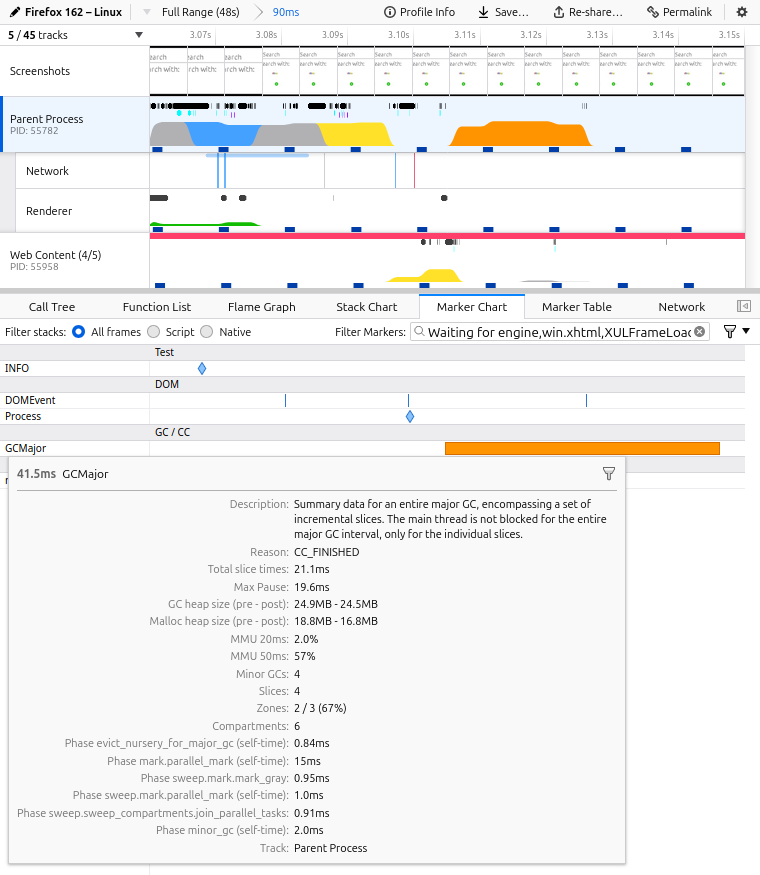 Firefox 162 – Linux
Full Range (48s)
90ms
Profile Info
Save…
Re-share…
Permalink
5 / 45 tracks
3.07s
3.08s
3.09s
3.10s
3.11s
3.12s
3.13s
3.14s
3.15s
Screenshots
Parent Process
PID: 55782
Network
Renderer
Web Content (4/5)
PID: 55958
Call Tree
Function List
Flame Graph
Stack Chart
Marker Chart
Marker Table
Network
Filter stacks:
All frames
Script
Native
Filter Markers:
Waiting for engine,win.xhtml,XULFrameLoa
Test
INFO
DOM
DOMEvent
Process
GC / CC
GCMajor
41.5ms GCMajor
Description: Summary data for an entire major GC, encompassing a set of
incremental slices. The main thread is not blocked for the entire
major GC interval, only for the individual slices.
Reason: CC_FINISHED
Total slice times: 21.1ms
Max Pause: 19.6ms
GC heap size (pre - post): 24.9MB - 24.5MB
Malloc heap size (pre - post): 18.8MB - 16.8MB
MMU 20ms: 2.0%
MMU 50ms: 57%
Minor GCs: 4
Slices: 4
Zones: 2 / 3 (67%)
Compartments: 6
Phase evict_nursery_for_major_gc (self-time): 0.84ms
Phase mark.parallel_mark (self-time): 15ms
Phase sweep.mark.mark_gray: 0.95ms
Phase sweep.mark.parallel_mark (self-time): 1.0ms
Phase sweep.sweep_compartments.join_parallel_tasks: 0.91ms
Phase minor_gc (self-time): 2.0ms
Track: Parent Process